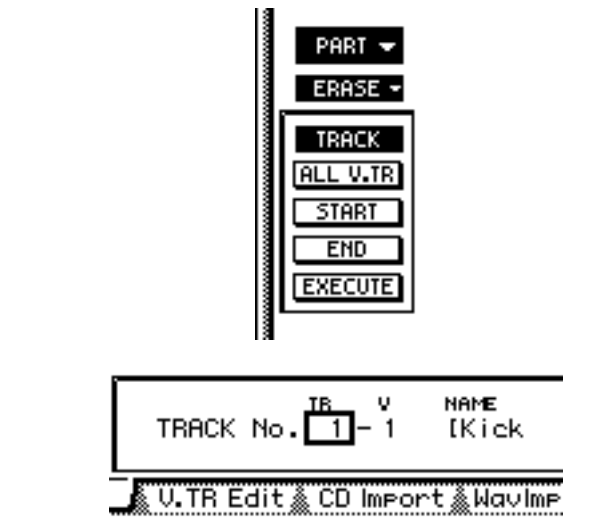 PART
ERASE
TRACK
ALL V.TR
START
END
EXECUTE
TR V NAME
TRACK No. 1 - 1 [Kick
V.TR Edit CD Import WavImp